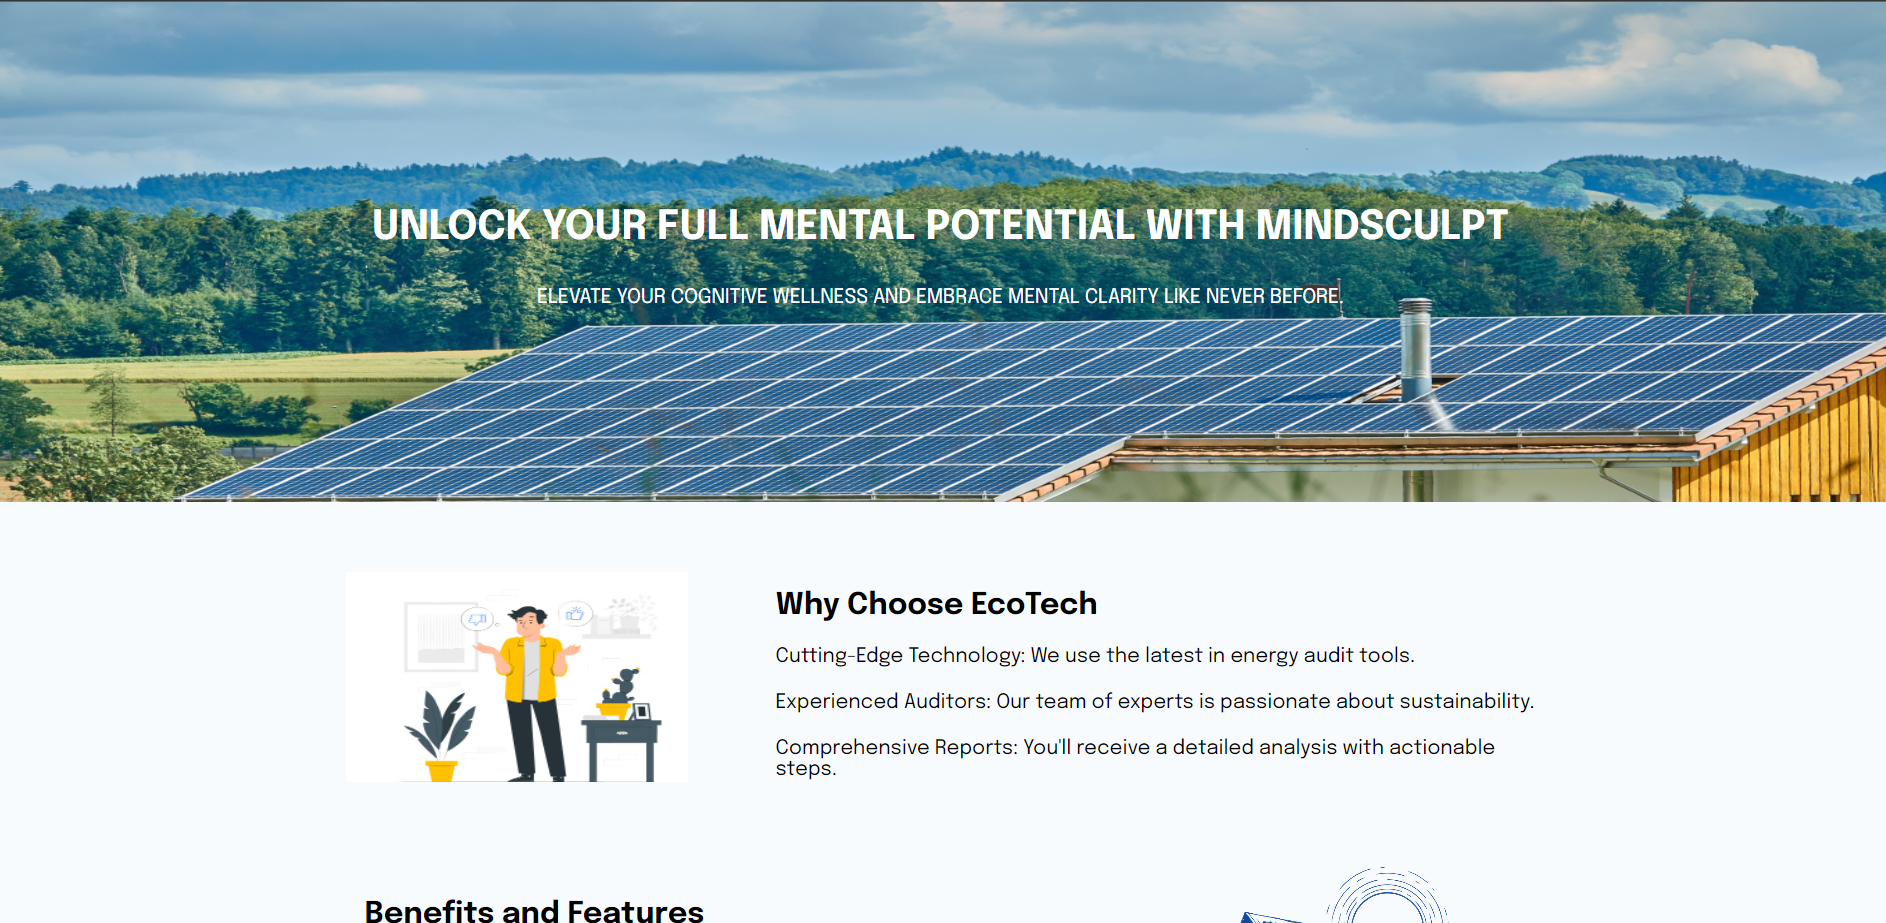 UNLOCK YOUR FULL MENTAL POTENTIAL WITH MINDSCULPT
ELEVATE YOUR COGNITIVE WELLNESS AND EMBRACE MENTAL CLARITY LIKE NEVER BEFORE.
Why Choose EcoTech
Cutting-Edge Technology: We use the latest in energy audit tools.
Experienced Auditors: Our team of experts is passionate about sustainability.
Comprehensive Reports: You'll receive a detailed analysis with actionable
steps.
Benefits and Features